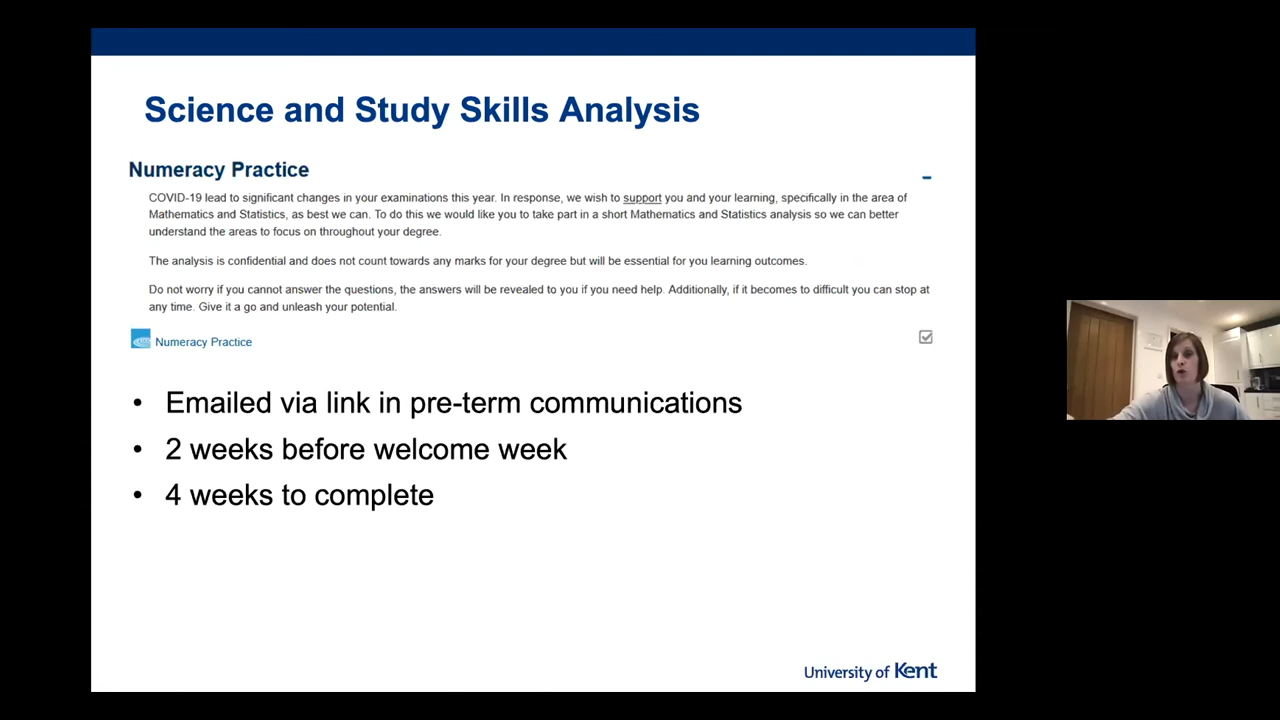 Science and Study Skills Analysis
Numeracy Practice
COVID-19 lead to significant changes in your examinations this year. In response, we wish to support you and your learning, specifically in the area of
Mathematics and Statistics, as best we can. To do this we would like you to take part in a short Mathematics and Statistics analysis so we can better
understand the areas to focus on throughout your degree.
The analysis is confidential and does not count towards any marks for your degree but will be essential for you learning outcomes.
Do not worry if you cannot answer the questions, the answers will be revealed to you if you need help. Additionally, if it becomes to difficult you can stop at
any time. Give it a go and unleash your potential.
Numeracy Practice
• Emailed via link in pre-term communications
• 2 weeks before welcome week
• 4 weeks to complete
University of Kent